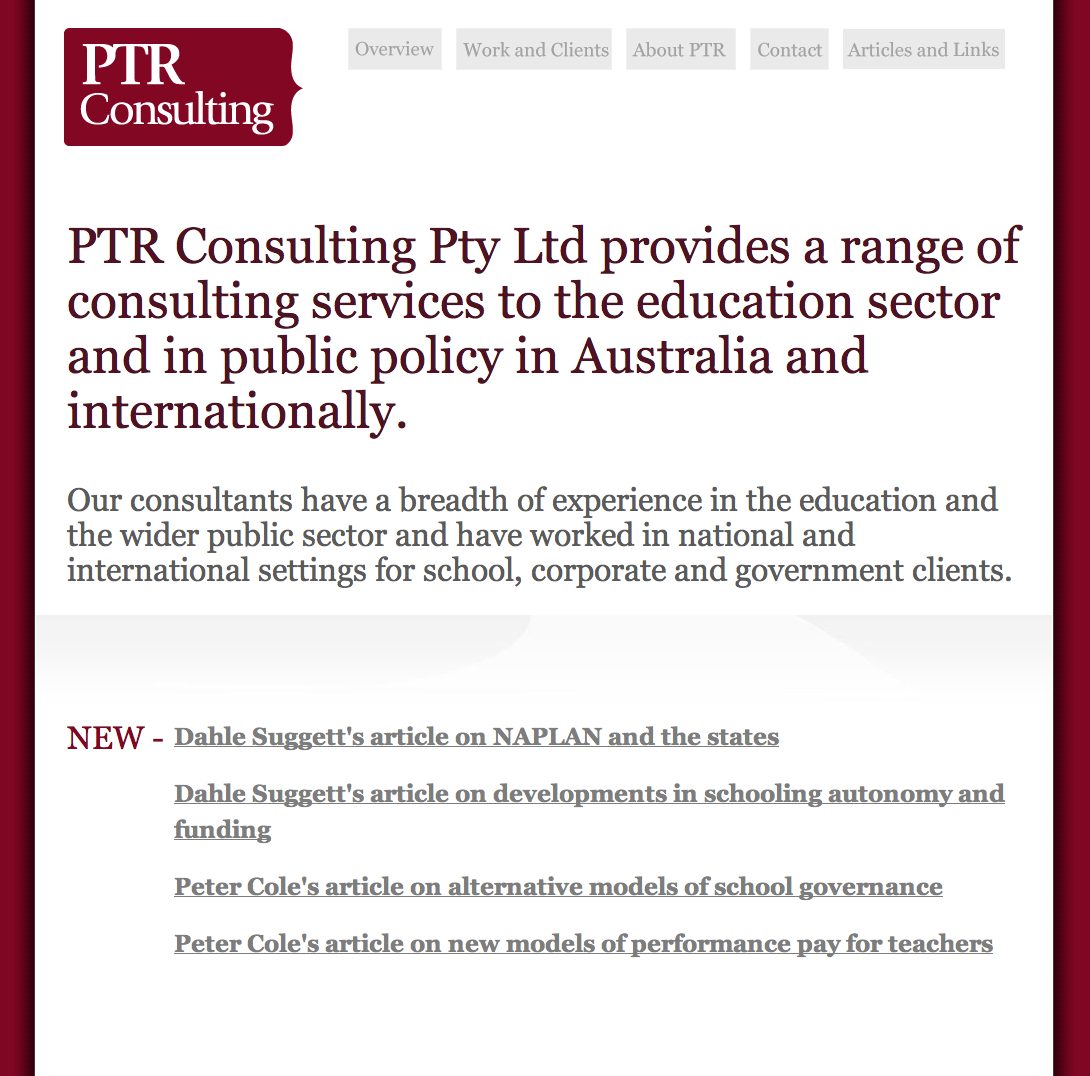 PTR
Consulting
Overview
Work and Clients
About PTR
Contact
Articles and Links
PTR Consulting Pty Ltd provides a range of
consulting services to the education sector
and in public policy in Australia and
internationally.
Our consultants have a breadth of experience in the education and
the wider public sector and have worked in national and
international settings for school, corporate and government clients.
NEW - Dahle Suggett's article on NAPLAN and the states
Dahle Suggett's article on developments in schooling autonomy and
funding
Peter Cole's article on alternative models of school governance
Peter Cole's article on new models of performance pay for teachers